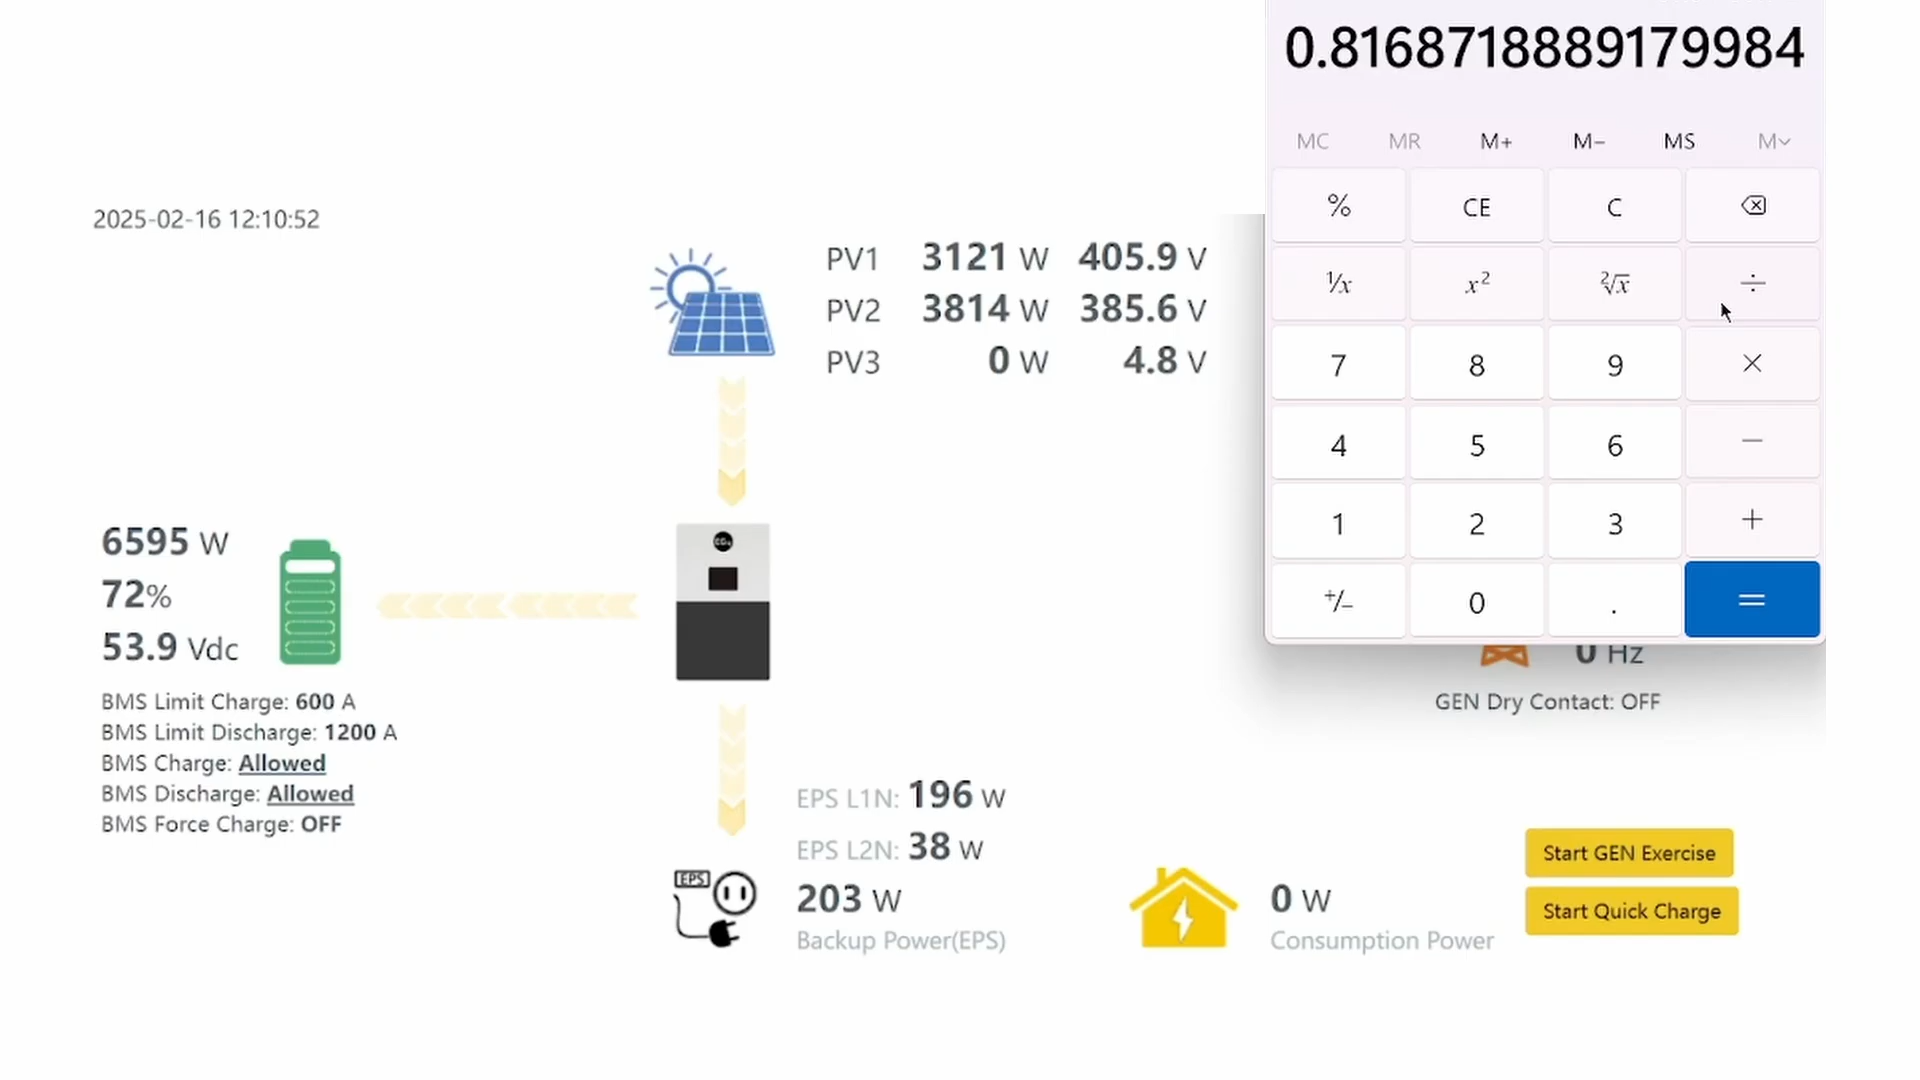 0.8168718889179984
MC MR M+ M− MS M
% CE C
1/x x² ²√x ÷
7 8 9 ×
4 5 6 −
1 2 3 +
+/− 0 . =
2025-02-16 12:10:52
PV1 3121 W 405.9 V
PV2 3814 W 385.6 V
PV3 0 W 4.8 V
6595 W
72%
53.9 Vdc
BMS Limit Charge: 600 A
BMS Limit Discharge: 1200 A
BMS Charge: Allowed
BMS Discharge: Allowed
BMS Force Charge: OFF
0 Hz
GEN Dry Contact: OFF
EPS L1N: 196 W
EPS L2N: 38 W
EPS
203 W
Backup Power(EPS)
0 W
Consumption Power
Start GEN Exercise
Start Quick Charge